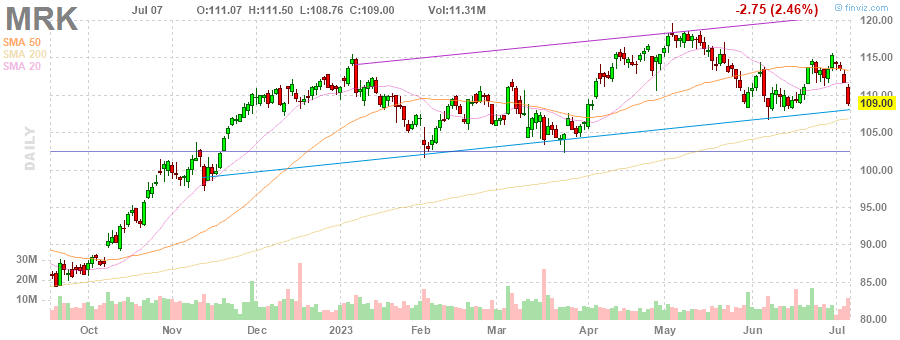 MRK Jul 07 O:111.07 H:111.50 L:108.76 C:109.00 Vol:11.31M -2.75 (2.46%) © finviz.com
SMA 50
SMA 200
SMA 20
DAILY
120.00
115.00
110.00
109.00
105.00
100.00
95.00
90.00
85.00
80.00
30M
20M
10M
Oct Nov Dec 2023 Feb Mar Apr May Jun Jul